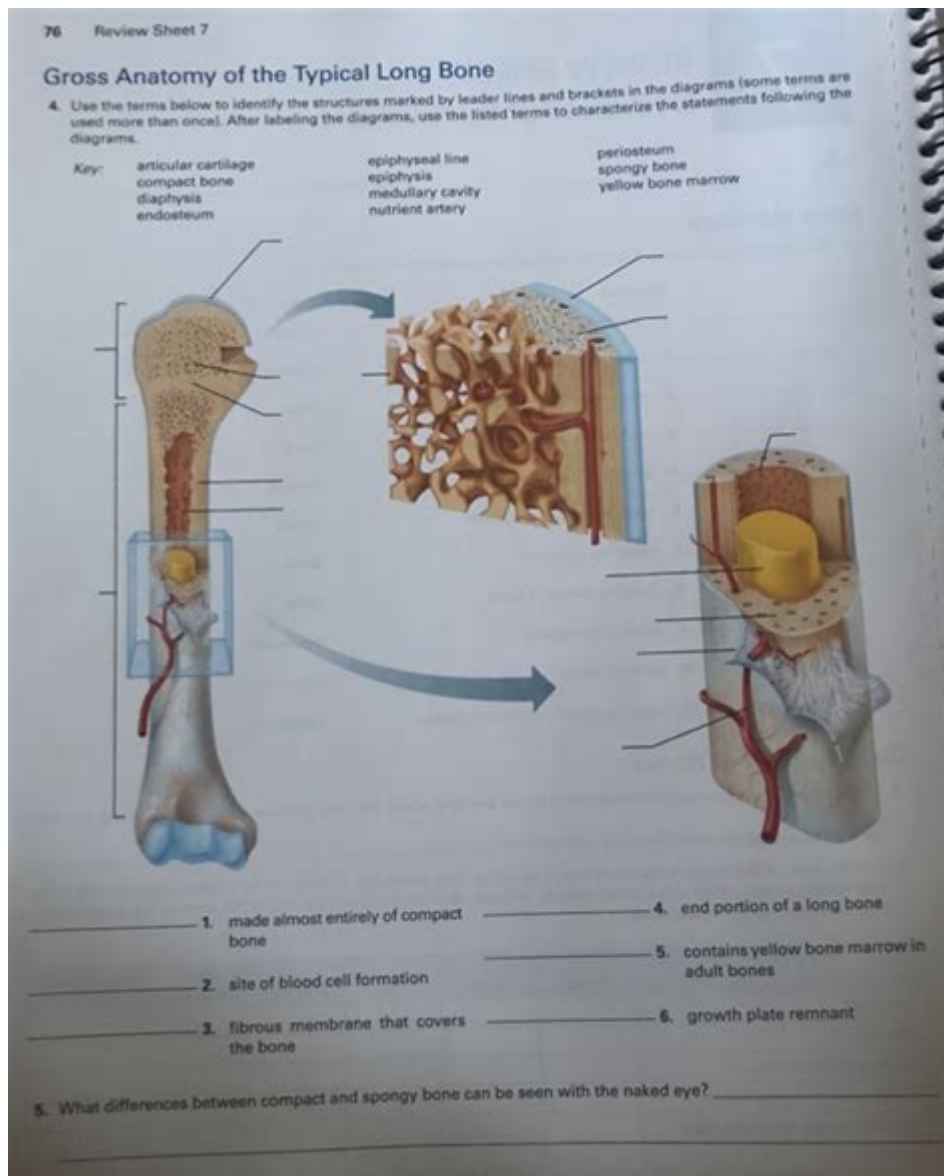 76 Review Sheet 7
Gross Anatomy of the Typical Long Bone
4. Use the terms below to identify the structures marked by leader lines and brackets in the diagrams (some terms are
used more than once). After labeling the diagrams, use the listed terms to characterize the statements following the
diagrams.
Key:
articular cartilage
compact bone
diaphysis
endosteum
epiphyseal line
epiphysis
medullary cavity
nutrient artery
periosteum
spongy bone
yellow bone marrow
1. made almost entirely of compact
bone
2. site of blood cell formation
3. fibrous membrane that covers
the bone
4. end portion of a long bone
5. contains yellow bone marrow in
adult bones
6. growth plate remnant
5. What differences between compact and spongy bone can be seen with the naked eye?